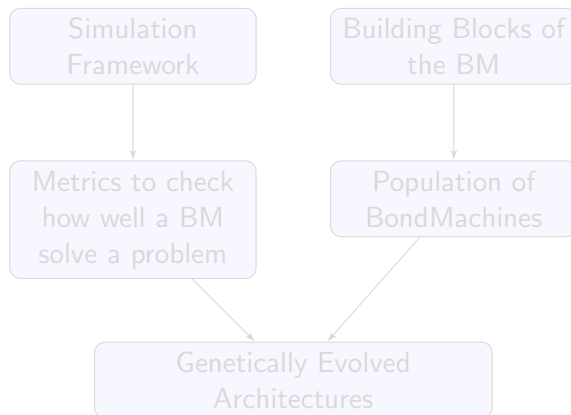 Simulation
Framework
Building Blocks of
the BM
Metrics to check
how well a BM
solve a problem
Population of
BondMachines
Genetically Evolved
Architectures